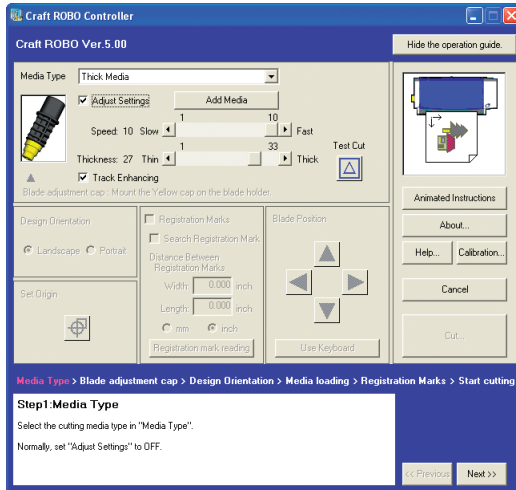 Craft ROBO Controller
Craft ROBO Ver.5.00
Hide the operation guide.
Media Type Thick Media
Adjust Settings Add Media
1 10
Speed: 10 Slow Fast
1 33 Test Cut
Thickness: 27 Thin Thick
Track Enhancing
Blade adjustment cap : Mount the Yellow cap on the blade holder.
Design Orientation
Landscape Portrait
Set Origin
Registration Marks
Search Registration Mark
Distance Between
Registration Marks
Width: 0.000 inch
Length: 0.000 inch
mm inch
Registration mark reading
Blade Position
Use Keyboard
Animated Instructions
About...
Help... Calibration...
Cancel
Cut...
Media Type > Blade adjustment cap > Design Orientation > Media loading > Registration Marks > Start cutting
Step1:Media Type
Select the cutting media type in "Media Type".
Normally, set "Adjust Settings" to OFF.
<< Previous Next >>